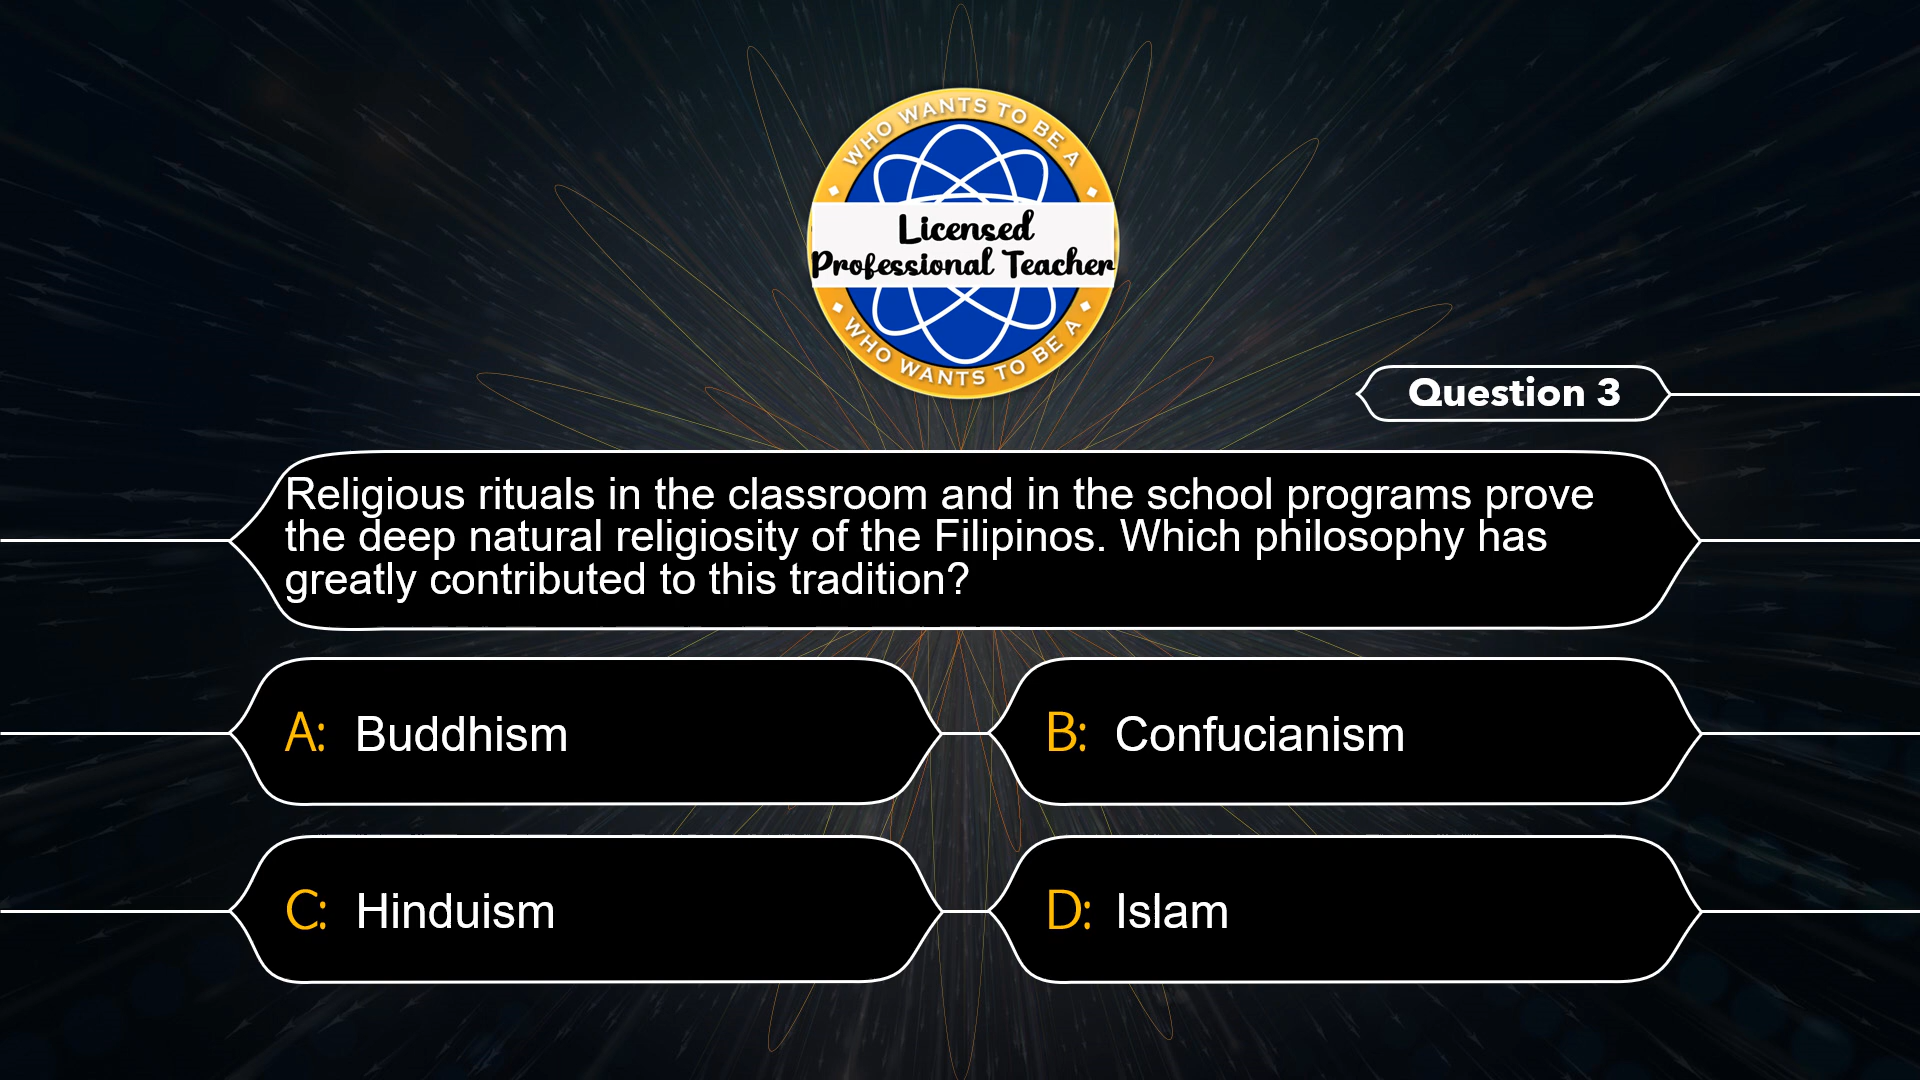 WHO WANTS TO BE A
Licensed
Professional Teacher
WHO WANTS TO BE A
Question 3
Religious rituals in the classroom and in the school programs prove
the deep natural religiosity of the Filipinos. Which philosophy has
greatly contributed to this tradition?
A: Buddhism
B: Confucianism
C: Hinduism
D: Islam